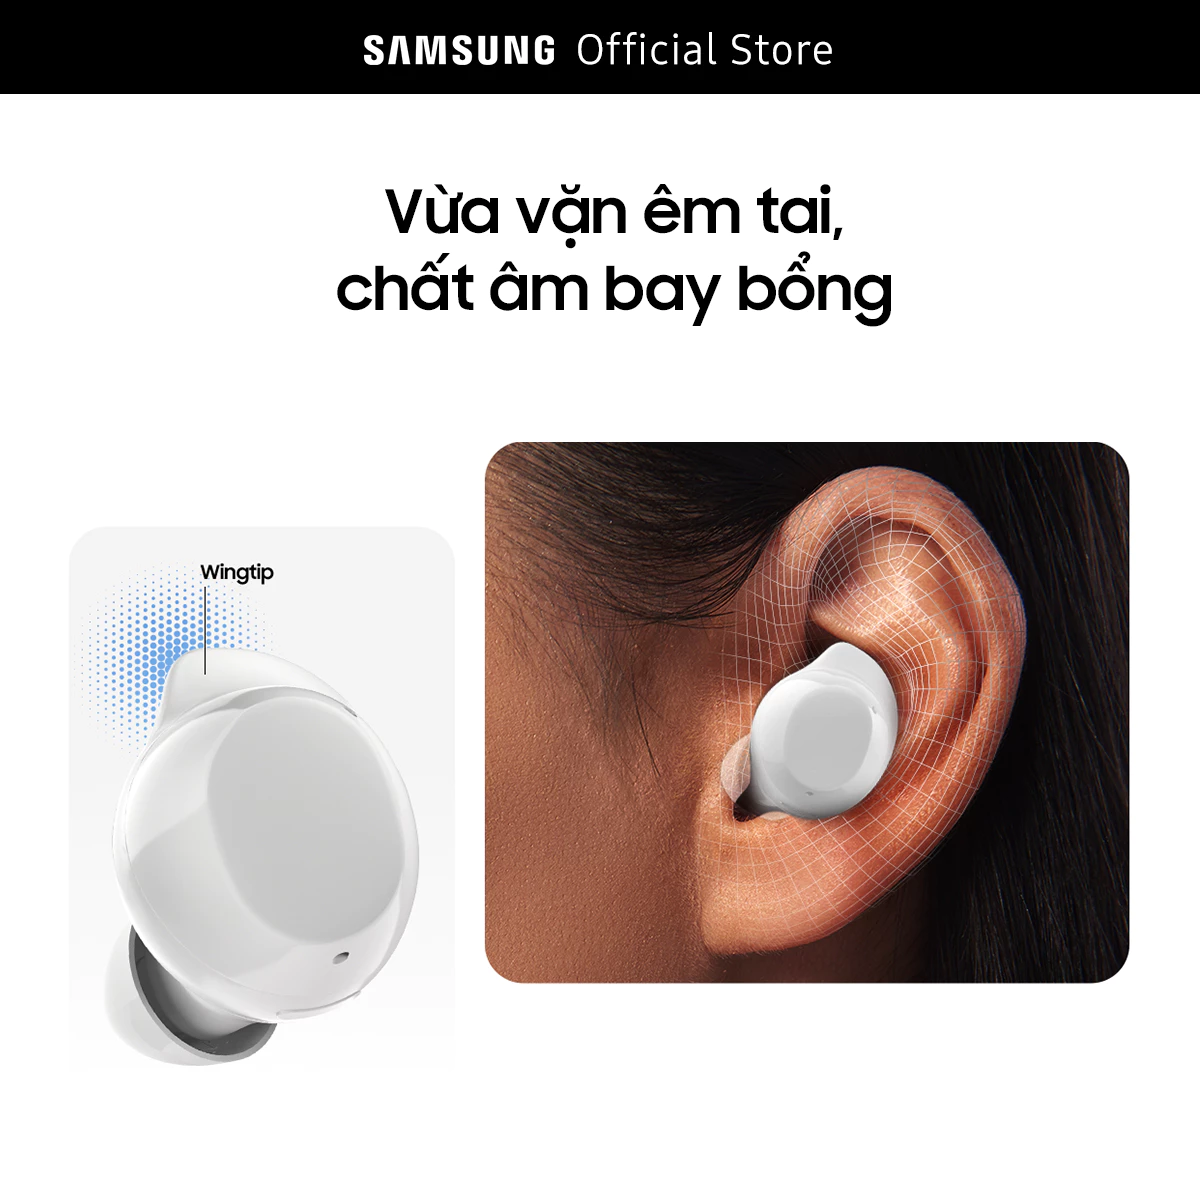 SAMSUNG Official Store
Vừa vặn êm tai,
chất âm bay bổng
Wingtip